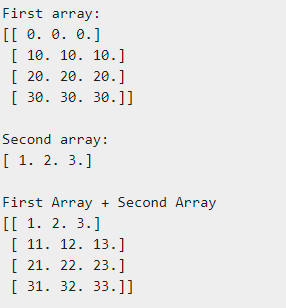 First array:
[[ 0. 0. 0.]
 [ 10. 10. 10.]
 [ 20. 20. 20.]
 [ 30. 30. 30.]]

Second array:
[ 1. 2. 3.]

First Array + Second Array
[[ 1. 2. 3.]
 [ 11. 12. 13.]
 [ 21. 22. 23.]
 [ 31. 32. 33.]]